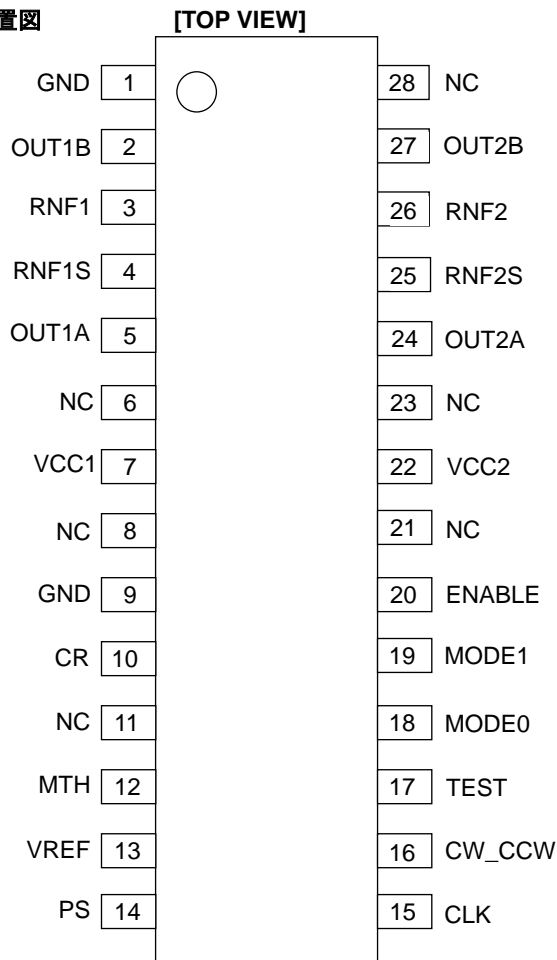 置図 [TOP VIEW]
GND 1 28 NC
OUT1B 2 27 OUT2B
RNF1 3 26 RNF2
RNF1S 4 25 RNF2S
OUT1A 5 24 OUT2A
NC 6 23 NC
VCC1 7 22 VCC2
NC 8 21 NC
GND 9 20 ENABLE
CR 10 19 MODE1
NC 11 18 MODE0
MTH 12 17 TEST
VREF 13 16 CW_CCW
PS 14 15 CLK